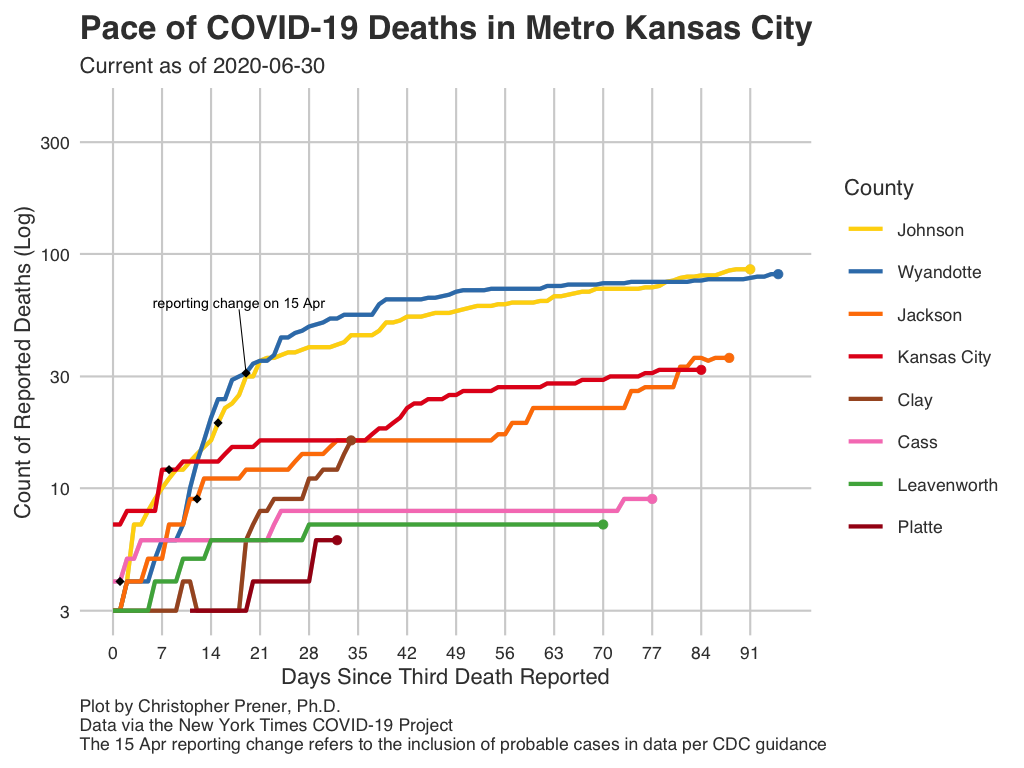 Pace of COVID-19 Deaths in Metro Kansas City
Current as of 2020-06-30
Count of Reported Deaths (Log)
300
100
30
10
3
reporting change on 15 Apr
0 7 14 21 28 35 42 49 56 63 70 77 84 91
Days Since Third Death Reported
County
Johnson
Wyandotte
Jackson
Kansas City
Clay
Cass
Leavenworth
Platte
Plot by Christopher Prener, Ph.D.
Data via the New York Times COVID-19 Project
The 15 Apr reporting change refers to the inclusion of probable cases in data per CDC guidance